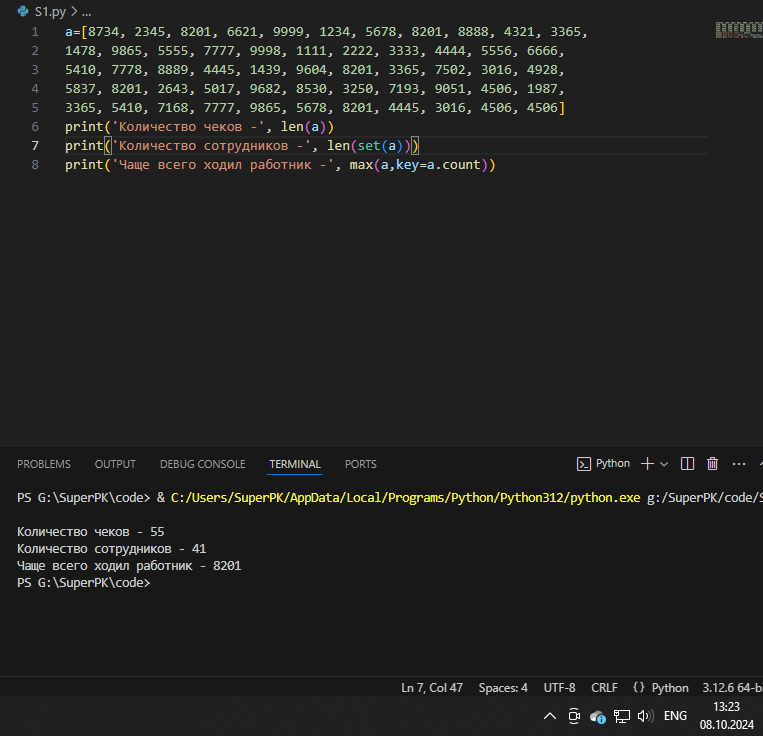 S1.py > ...
1 a=[8734, 2345, 8201, 6621, 9999, 1234, 5678, 8201, 8888, 4321, 3365,
2 1478, 9865, 5555, 7777, 9998, 1111, 2222, 3333, 4444, 5556, 6666,
3 5410, 7778, 8889, 4445, 1439, 9604, 8201, 3365, 7502, 3016, 4928,
4 5837, 8201, 2643, 5017, 9682, 8530, 3250, 7193, 9051, 4506, 1987,
5 3365, 5410, 7168, 7777, 9865, 5678, 8201, 4445, 3016, 4506, 4506]
6 print('Количество чеков -', len(a))
7 print('Количество сотрудников -', len(set(a)))
8 print('Чаще всего ходил работник -', max(a,key=a.count))
PROBLEMS OUTPUT DEBUG CONSOLE TERMINAL PORTS Python
PS G:\SuperPK\code> & C:/Users/SuperPK/AppData/Local/Programs/Python/Python312/python.exe g:/SuperPK/code/S
Количество чеков - 55
Количество сотрудников - 41
Чаще всего ходил работник - 8201
PS G:\SuperPK\code>
Ln 7, Col 47 Spaces: 4 UTF-8 CRLF {} Python 3.12.6 64-bi
ENG 13:23
08.10.2024